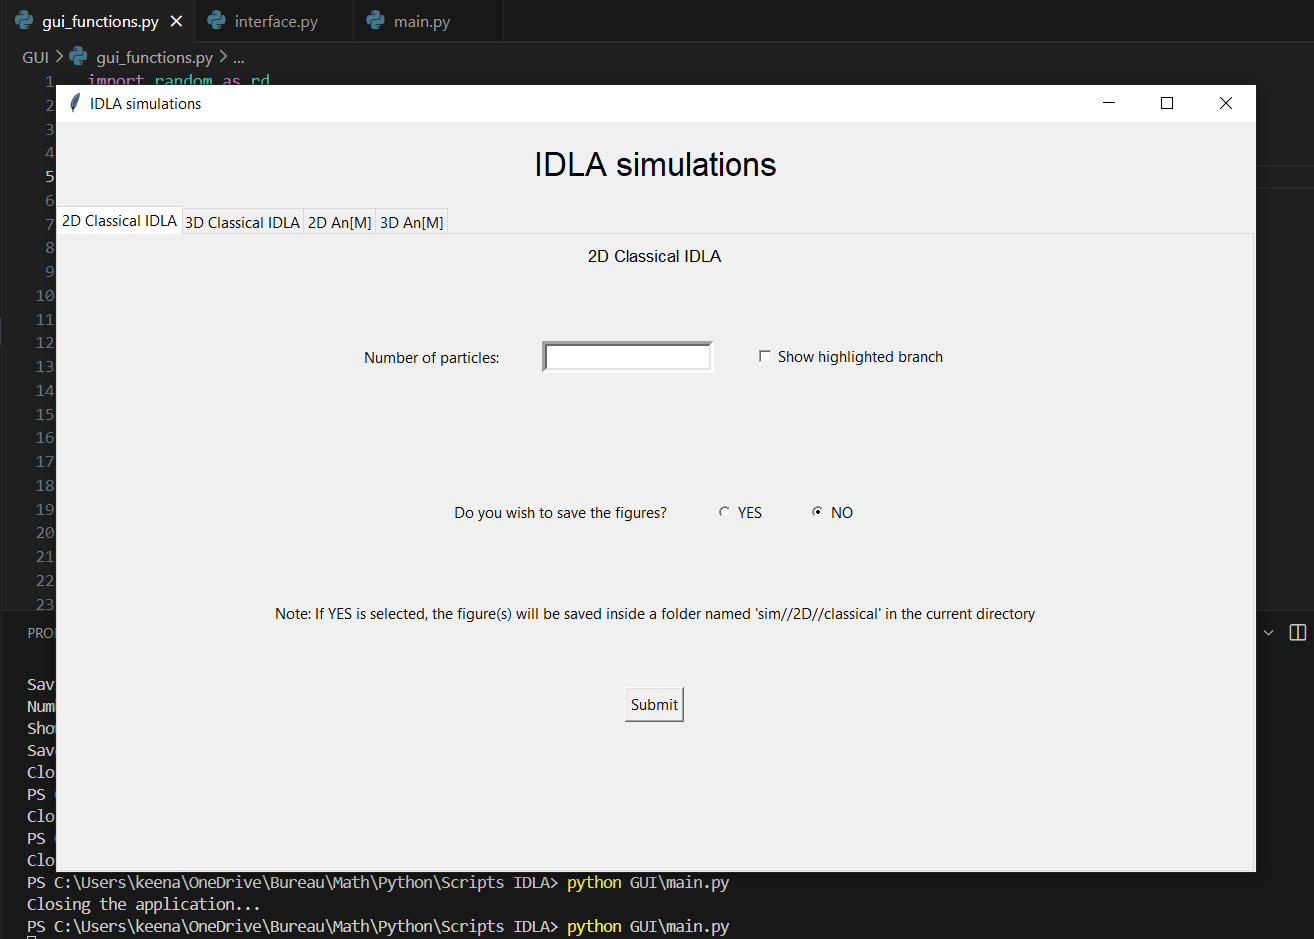 gui_functions.py
interface.py
main.py
GUI > gui_functions.py > ...
1 import random as rd
IDLA simulations
2
3
4
5
6
7
8
9
10
11
12
13
14
15
16
17
18
19
20
21
22
23
IDLA simulations
2D Classical IDLA
3D Classical IDLA
2D An[M]
3D An[M]
2D Classical IDLA
Number of particles:
Show highlighted branch
Do you wish to save the figures?
YES
NO
Note: If YES is selected, the figure(s) will be saved inside a folder named 'sim//2D//classical' in the current directory
Submit
PRO
Sav
Num
Sho
Sav
Clo
PS
Clo
PS
Clo
PS C:\Users\keena\OneDrive\Bureau\Math\Python\Scripts IDLA> python GUI\main.py
Closing the application...
PS C:\Users\keena\OneDrive\Bureau\Math\Python\Scripts IDLA> python GUI\main.py